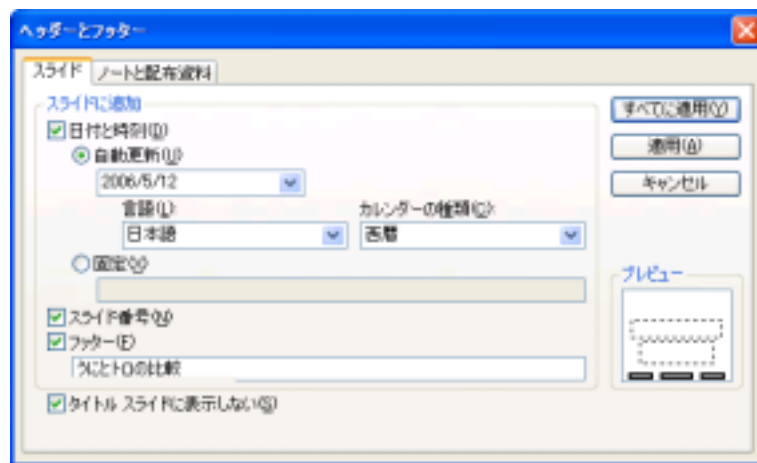 ヘッダーとフッター
スライド ノートと配布資料
スライドに追加
日付と時刻(D)
自動更新(U)
2006/5/12
言語(L): カレンダーの種類(C):
日本語 西暦
固定(X)
スライド番号(N)
フッター(F)
うにとトロの比較
タイトル スライドに表示しない(S)
すべてに適用(Y)
適用(A)
キャンセル
プレビュー